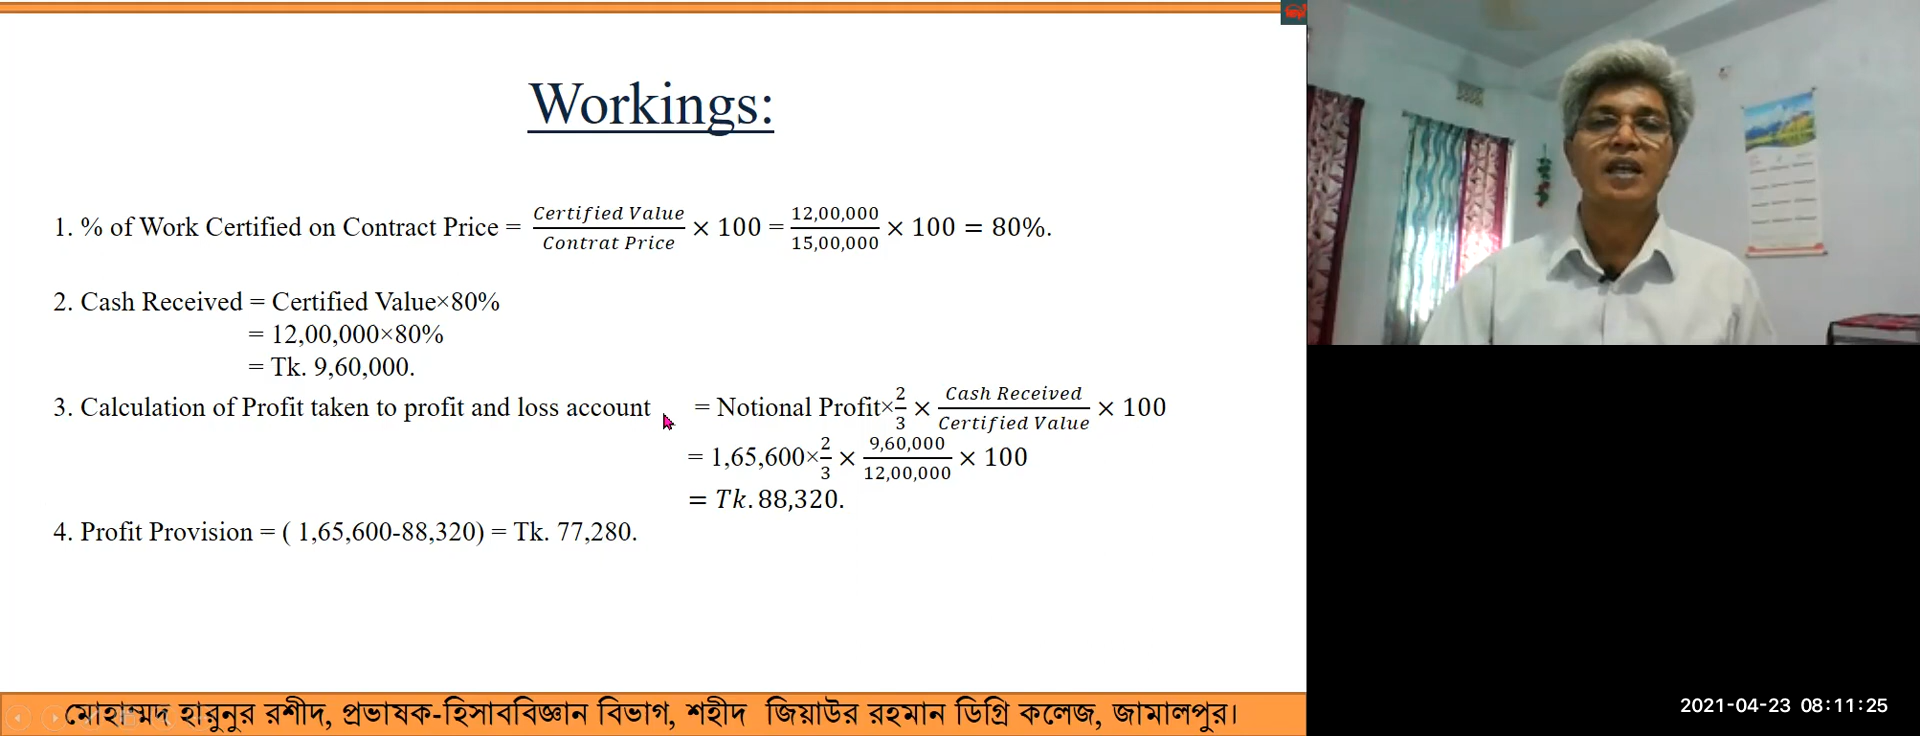 Workings:
1. % of Work Certified on Contract Price = Certified Value/Contrat Price × 100 = 12,00,000/15,00,000 × 100 = 80%.
2. Cash Received = Certified Value×80%
= 12,00,000×80%
= Tk. 9,60,000.
3. Calculation of Profit taken to profit and loss account = Notional Profit×2/3 × Cash Received/Certified Value × 100
= 1,65,600×2/3 × 9,60,000/12,00,000 × 100
= Tk. 88,320.
4. Profit Provision = ( 1,65,600-88,320) = Tk. 77,280.
মোহাম্মদ হারুনুর রশীদ, প্রভাষক-হিসাববিজ্ঞান বিভাগ, শহীদ জিয়াউর রহমান ডিগ্রি কলেজ, জামালপুর।
2021-04-23 08:11:25